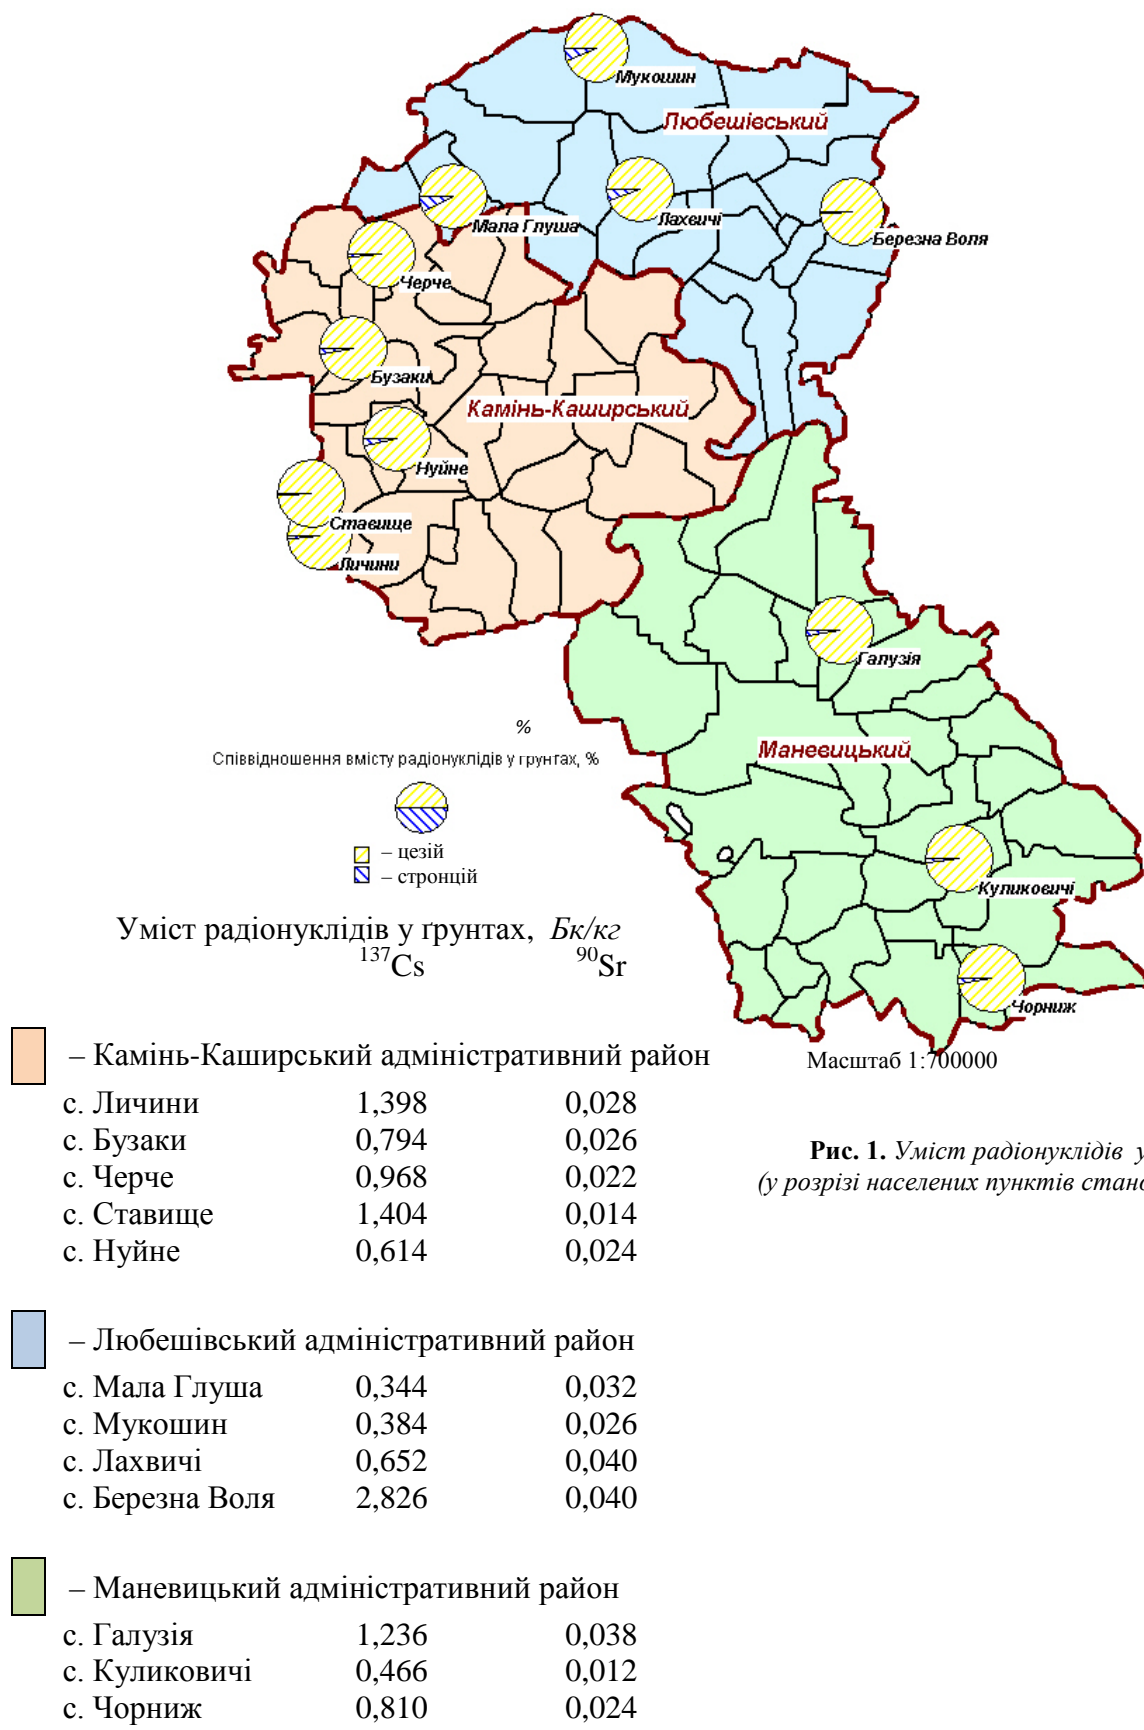 Мукошин
Любешівський
Мала Глуша
Лахвичі
Березна Воля
Черче
Бузаки
Камінь-Каширський
Нуйне
Ставище
Личини
Галузія
%
Співвідношення вмісту радіонуклідів у грунтах, %
Маневицький
– цезій
– стронцій
Куликовичі
Чорниж
Уміст радіонуклідів у ґрунтах, Бк/кг
¹³⁷Cs ⁹⁰Sr
Масштаб 1:700000
– Камінь-Каширський адміністративний район
с. Личини 1,398 0,028
с. Бузаки 0,794 0,026
с. Черче 0,968 0,022
с. Ставище 1,404 0,014
с. Нуйне 0,614 0,024
Рис. 1. Уміст радіонуклідів у
(у розрізі населених пунктів стано
– Любешівський адміністративний район
с. Мала Глуша 0,344 0,032
с. Мукошин 0,384 0,026
с. Лахвичі 0,652 0,040
с. Березна Воля 2,826 0,040
– Маневицький адміністративний район
с. Галузія 1,236 0,038
с. Куликовичі 0,466 0,012
с. Чорниж 0,810 0,024